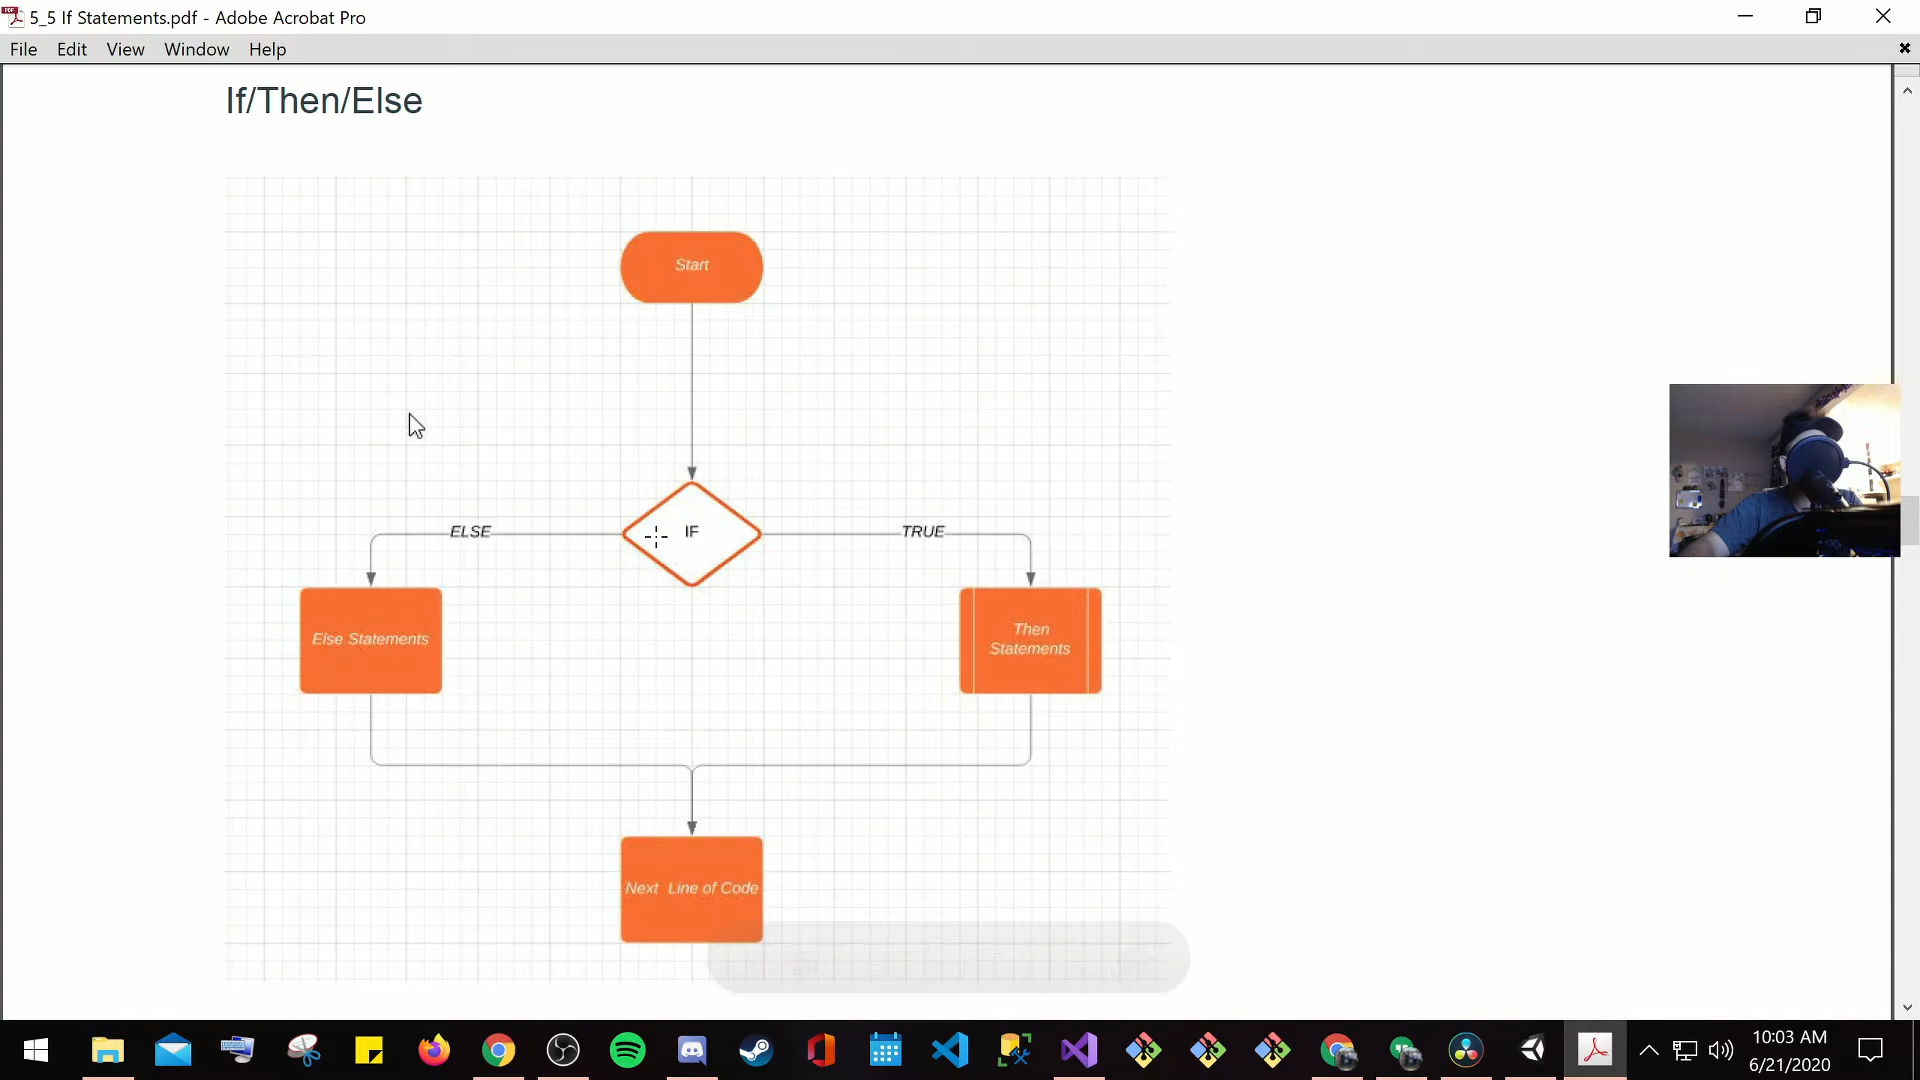 5_5 If Statements.pdf - Adobe Acrobat Pro
File Edit View Window Help
If/Then/Else
Start
ELSE
IF
TRUE
Else Statements
Then
Statements
Next Line of Code
10:03 AM
6/21/2020